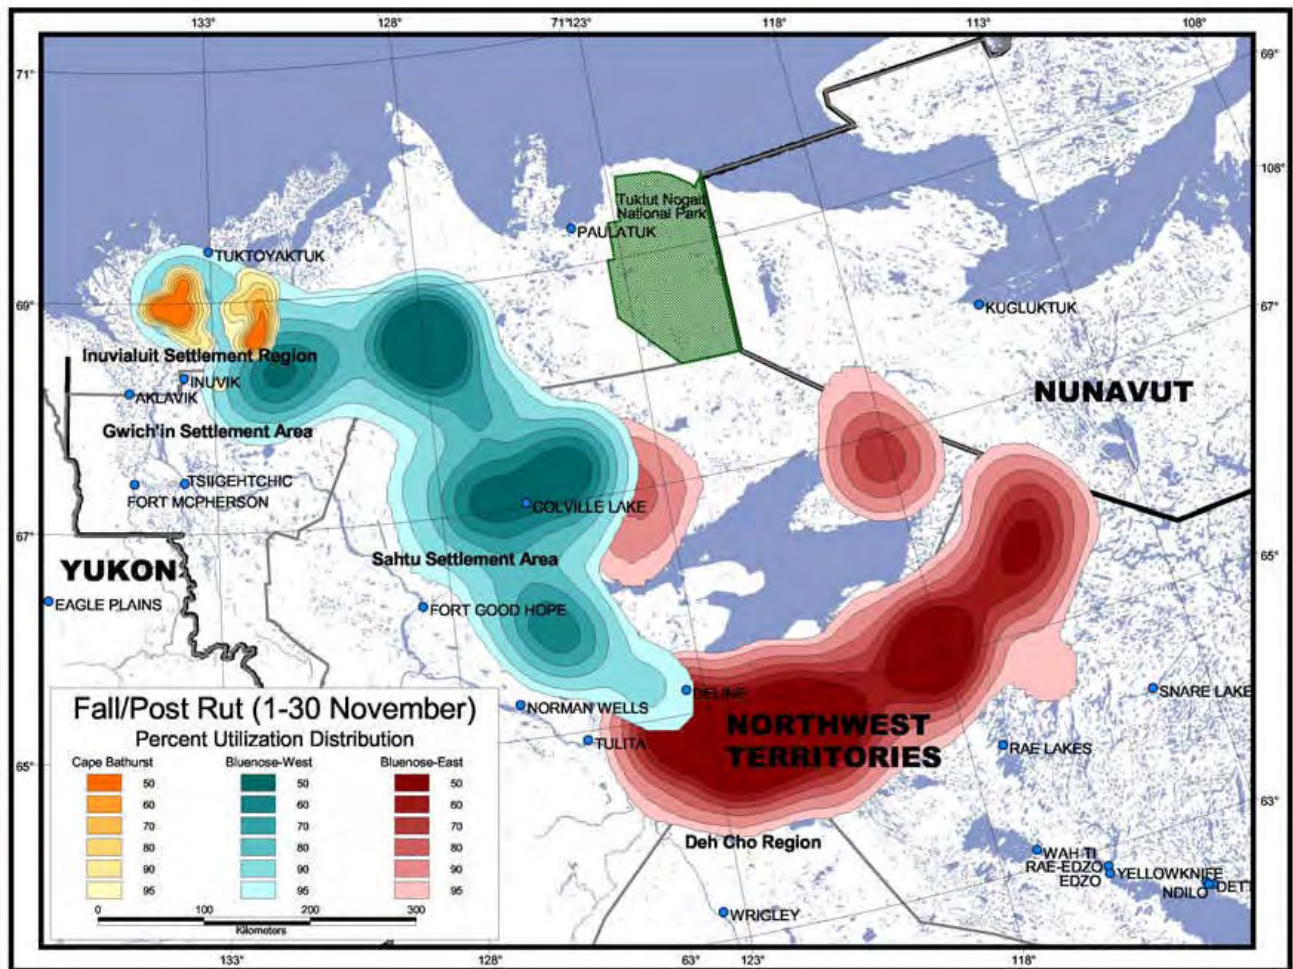 133°
128°
71°123°
118°
113°
108°
71°
69°
108°
Tuktut Nogait
National Park
PAULATUK
TUKTOYAKTUK
69°
KUGLUKTUK
67°
Inuvialuit Settlement Region
INUVIK
AKLAVIK
NUNAVUT
Gwich'in Settlement Area
TSIIGEHTCHIC
FORT MCPHERSON
COLVILLE LAKE
67°
Sahtu Settlement Area
65°
YUKON
EAGLE PLAINS
FORT GOOD HOPE
DELINE
SNARE LAKE
NORMAN WELLS
TULITA
NORTHWEST
TERRITORIES
RAE LAKES
65°
63°
Deh Cho Region
WAH TI
RAE-EDZO
EDZO
YELLOWKNIFE
NDILO
DETT
WRIGLEY
Fall/Post Rut (1-30 November)
Percent Utilization Distribution
Cape Bathurst
Bluenose-West
Bluenose-East
50 50 50
60 60 60
70 70 70
80 80 80
90 90 90
95 95 95
0 100 200 300
Kilometers
133°
128°
63°
123°
118°